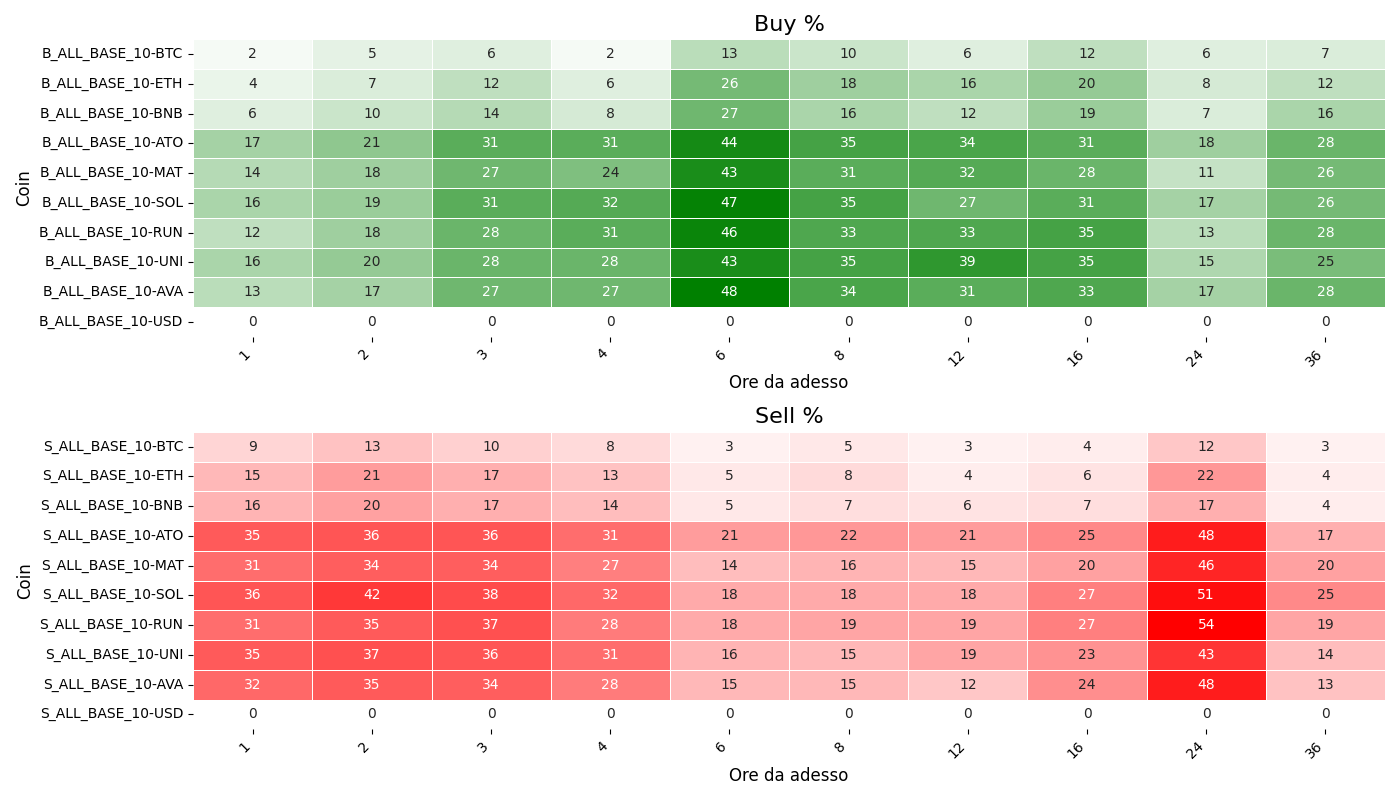 Buy %
Coin
B_ALL_BASE_10-BTC 2 5 6 2 13 10 6 12 6 7
B_ALL_BASE_10-ETH 4 7 12 6 26 18 16 20 8 12
B_ALL_BASE_10-BNB 6 10 14 8 27 16 12 19 7 16
B_ALL_BASE_10-ATO 17 21 31 31 44 35 34 31 18 28
B_ALL_BASE_10-MAT 14 18 27 24 43 31 32 28 11 26
B_ALL_BASE_10-SOL 16 19 31 32 47 35 27 31 17 26
B_ALL_BASE_10-RUN 12 18 28 31 46 33 33 35 13 28
B_ALL_BASE_10-UNI 16 20 28 28 43 35 39 35 15 25
B_ALL_BASE_10-AVA 13 17 27 27 48 34 31 33 17 28
B_ALL_BASE_10-USD 0 0 0 0 0 0 0 0 0 0
1 2 3 4 6 8 12 16 24 36
Ore da adesso
Sell %
Coin
S_ALL_BASE_10-BTC 9 13 10 8 3 5 3 4 12 3
S_ALL_BASE_10-ETH 15 21 17 13 5 8 4 6 22 4
S_ALL_BASE_10-BNB 16 20 17 14 5 7 6 7 17 4
S_ALL_BASE_10-ATO 35 36 36 31 21 22 21 25 48 17
S_ALL_BASE_10-MAT 31 34 34 27 14 16 15 20 46 20
S_ALL_BASE_10-SOL 36 42 38 32 18 18 18 27 51 25
S_ALL_BASE_10-RUN 31 35 37 28 18 19 19 27 54 19
S_ALL_BASE_10-UNI 35 37 36 31 16 15 19 23 43 14
S_ALL_BASE_10-AVA 32 35 34 28 15 15 12 24 48 13
S_ALL_BASE_10-USD 0 0 0 0 0 0 0 0 0 0
1 2 3 4 6 8 12 16 24 36
Ore da adesso